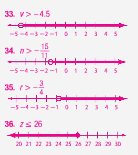 33. v > −4.5
−5 −4 −3 −2 −1 0 1 2 3 4 5
34. n > −15/11
−5 −4 −3 −2 −1 0 1 2 3 4 5
35. r > −3/4
−5 −4 −3 −2 −1 0 1 2 3 4 5
36. z ≤ 26
20 21 22 23 24 25 26 27 28 29 30